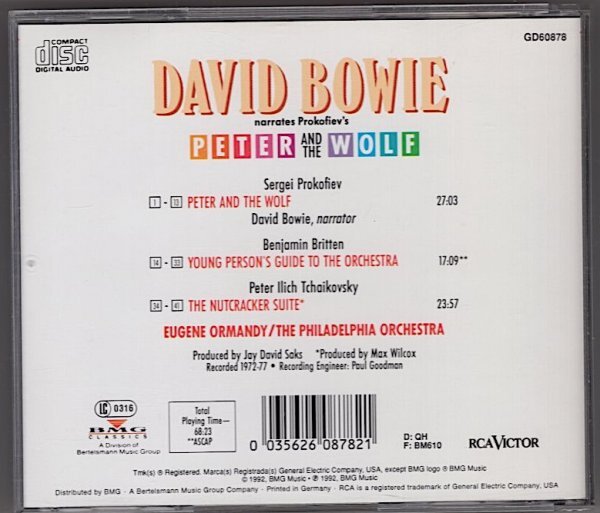 COMPACT
disc
DIGITAL AUDIO
GD60878
DAVID BOWIE
narrates Prokofiev's
PETER AND THE WOLF
Sergei Prokofiev
1 - 13 PETER AND THE WOLF 27:03
David Bowie, narrator
Benjamin Britten
14 - 33 YOUNG PERSON'S GUIDE TO THE ORCHESTRA 17:09**
Peter Ilich Tchaikovsky
34 - 41 THE NUTCRACKER SUITE* 23:57
EUGENE ORMANDY/THE PHILADELPHIA ORCHESTRA
Produced by Jay David Saks *Produced by Max Wilcox
Recorded 1972-77 • Recording Engineer: Paul Goodman
LC 0316
BMG
CLASSICS
A Division of
Bertelsmann Music Group
Total
Playing Time—
68:23
**ASCAP
0 035626 087821
D: QH
F: BM610
RCA VICTOR
Tmk(s) ® Registered. Marca(s) Registrada(s) General Electric Company, USA, except BMG logo ® BMG Music
© 1992, BMG Music • ℗ 1992, BMG Music
Distributed by BMG • A Bertelsmann Music Group Company • Printed in Germany • RCA is a registered trademark of General Electric Company, USA.